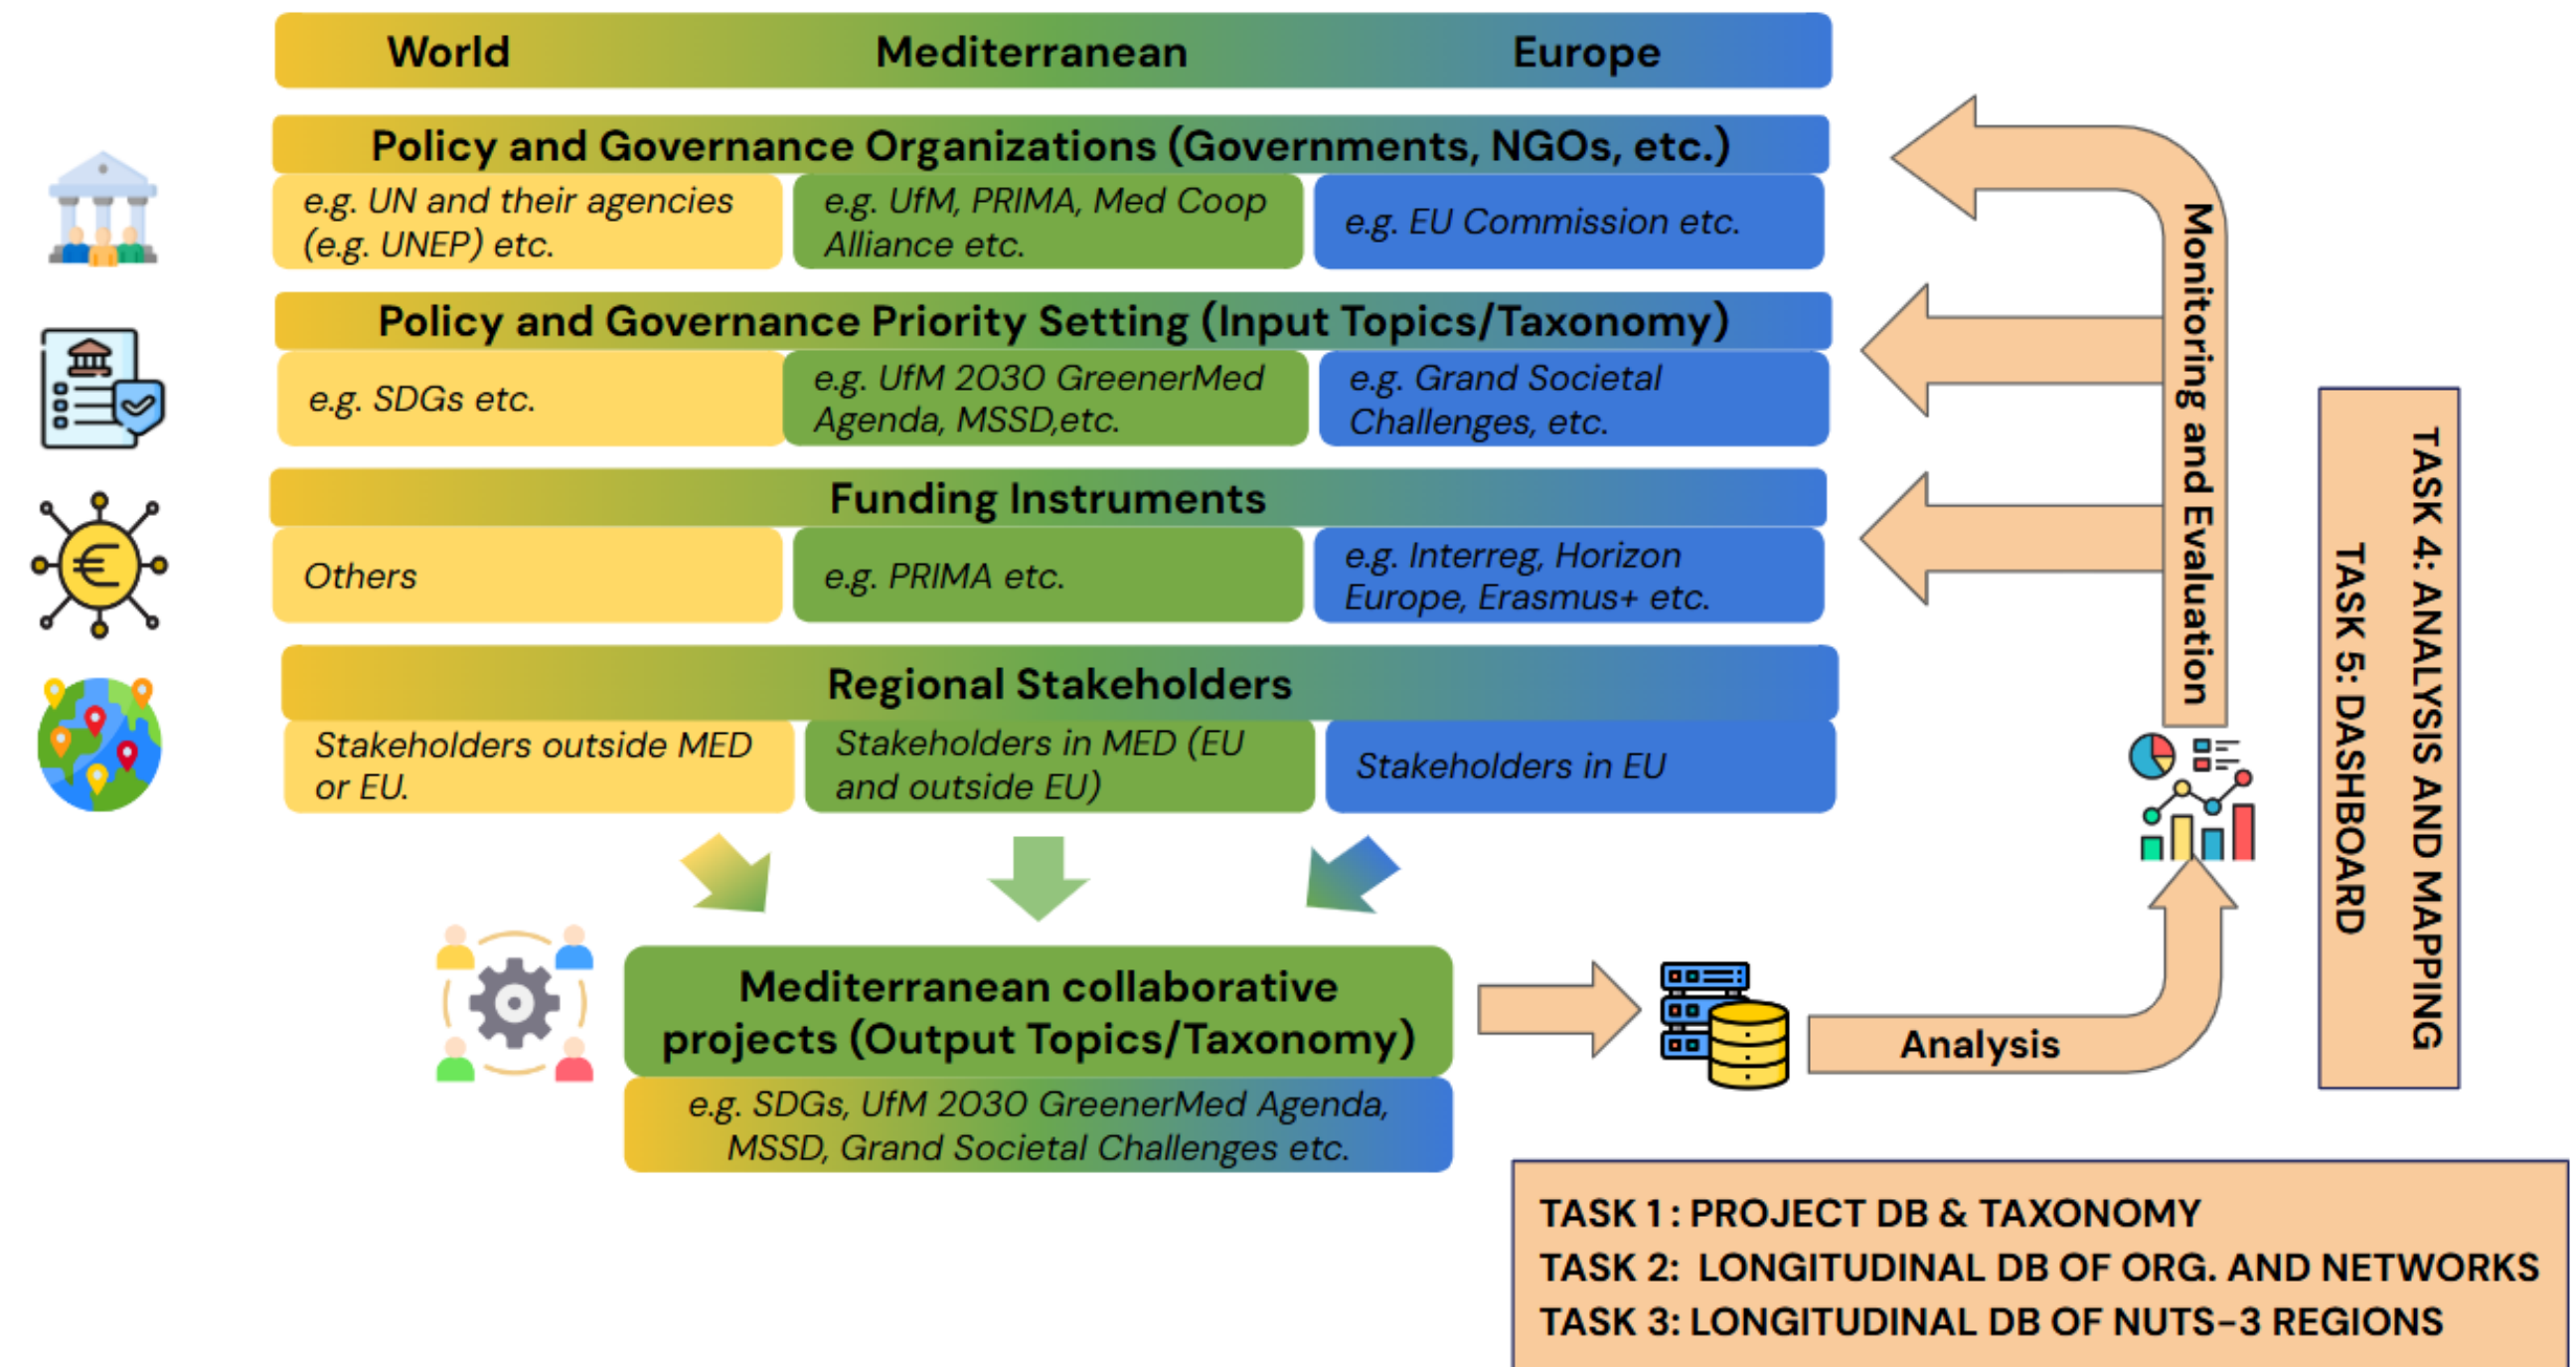 World Mediterranean Europe
Policy and Governance Organizations (Governments, NGOs, etc.)
e.g. UN and their agencies
(e.g. UNEP) etc.
e.g. UfM, PRIMA, Med Coop
Alliance etc.
e.g. EU Commission etc.
Policy and Governance Priority Setting (Input Topics/Taxonomy)
e.g. SDGs etc.
e.g. UfM 2030 GreenerMed
Agenda, MSSD,etc.
e.g. Grand Societal
Challenges, etc.
Funding Instruments
Others
e.g. PRIMA etc.
e.g. Interreg, Horizon
Europe, Erasmus+ etc.
Regional Stakeholders
Stakeholders outside MED
or EU.
Stakeholders in MED (EU
and outside EU)
Stakeholders in EU
Mediterranean collaborative
projects (Output Topics/Taxonomy)
e.g. SDGs, UfM 2030 GreenerMed Agenda,
MSSD, Grand Societal Challenges etc.
€
Analysis
Monitoring and Evaluation
TASK 4: ANALYSIS AND MAPPING
TASK 5: DASHBOARD
TASK 1 : PROJECT DB & TAXONOMY
TASK 2: LONGITUDINAL DB OF ORG. AND NETWORKS
TASK 3: LONGITUDINAL DB OF NUTS-3 REGIONS